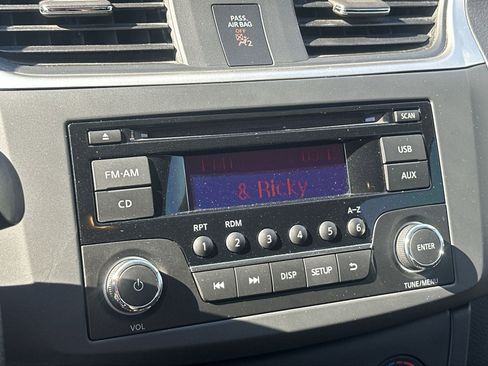 PASS
AIR BAG
OFF
2
SCAN
FM•AM
USB
& Ricky
CD
AUX
RPT RDM A-Z
1 2 3 4 5 6
DISP SETUP
ENTER
VOL
TUNE/MENU